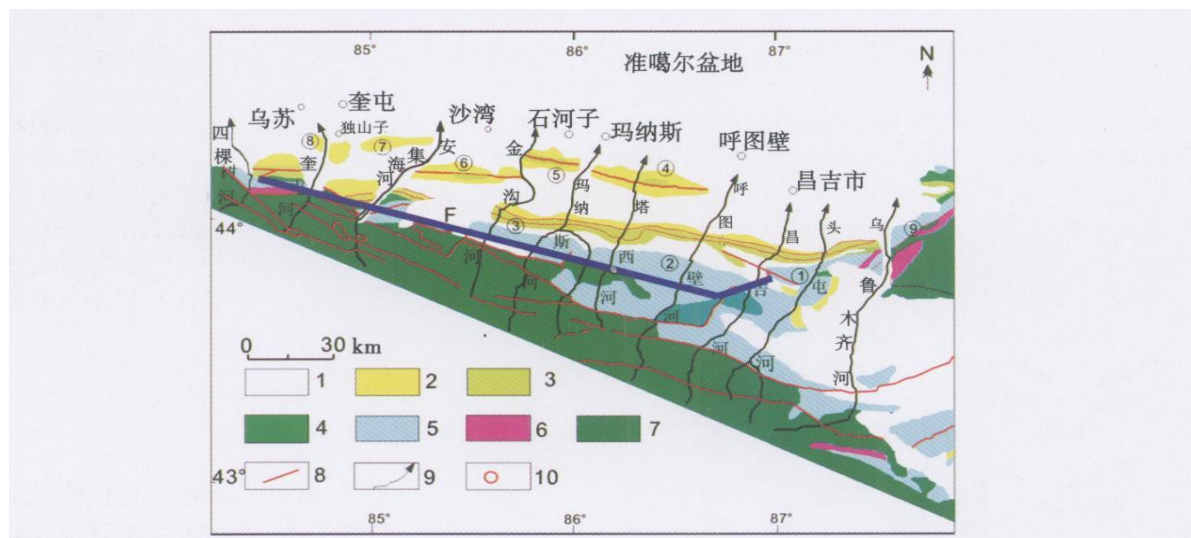 85°
86°
87°
N
准噶尔盆地
奎屯
乌苏
独山子
沙湾
石河子
玛纳斯
呼图壁
昌吉市
四棵树河
奎河
海河
安集
金沟河
玛纳斯河
塔西河
呼图壁河
昌吉河
头屯河
乌鲁木齐河
⑧
⑦
⑥
⑤
④
③
②
①
⑨
F
44°
0 30 km
1 2 3
4 5 6 7
43° 8 9 10
85°
86°
87°